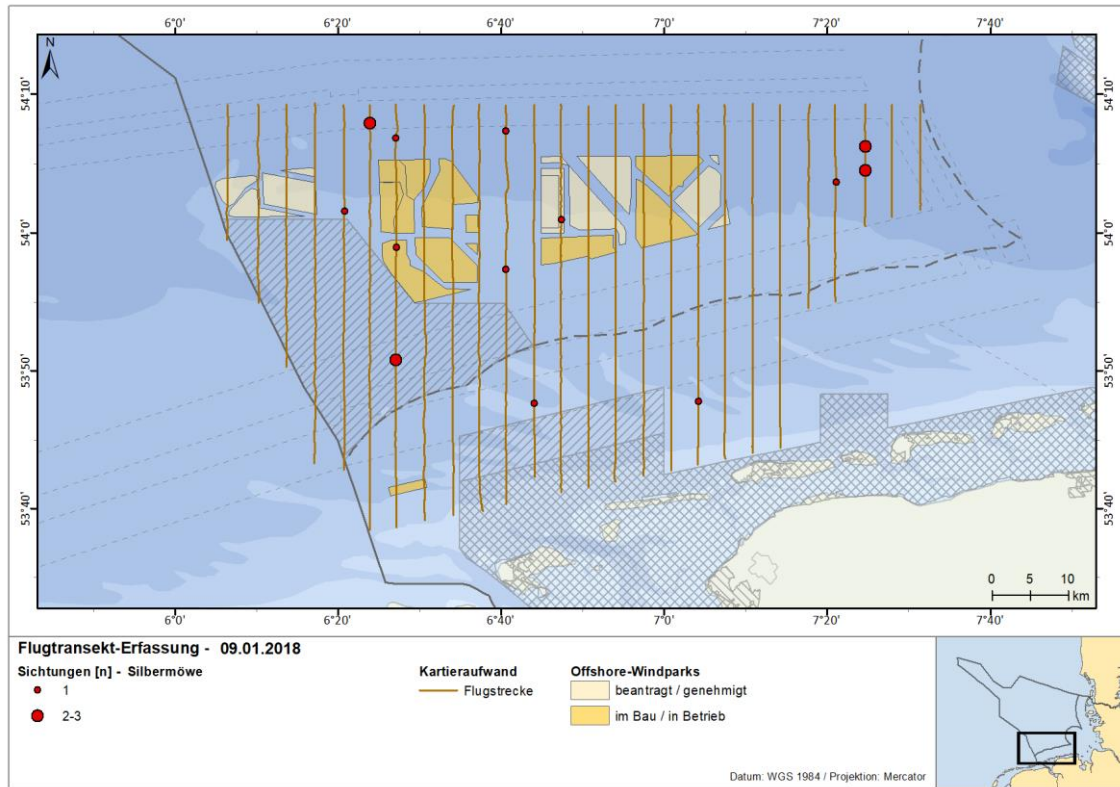 6°0' 6°20' 6°40' 7°0' 7°20' 7°40'
N
54°10' 54°10'
54°0' 54°0'
53°50' 53°50'
53°40' 53°40'
0 5 10
km
6°0' 6°20' 6°40' 7°0' 7°20' 7°40'
Flugtransekt-Erfassung - 09.01.2018
Sichtungen [n] - Silbermöwe
1
2-3
Kartieraufwand
Flugstrecke
Offshore-Windparks
beantragt / genehmigt
im Bau / in Betrieb
Datum: WGS 1984 / Projektion: Mercator